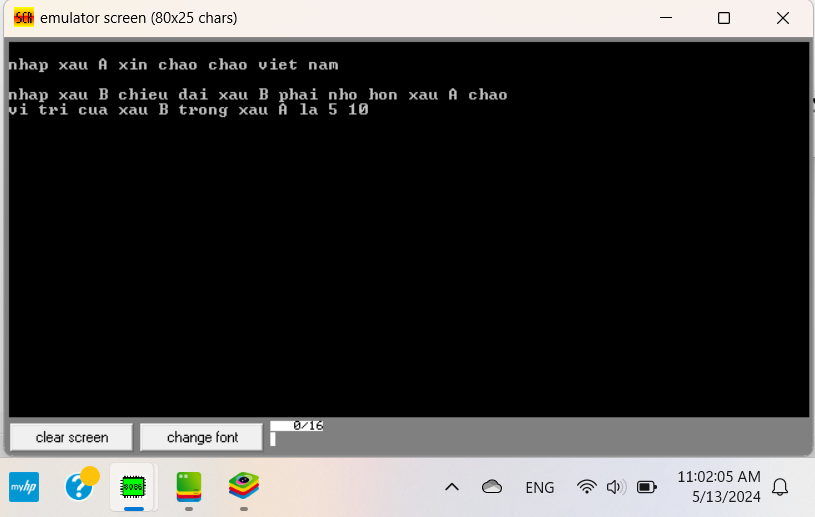 SCR emulator screen (80x25 chars)
nhap xau A xin chao chao viet nam
nhap xau B chieu dai xau B phai nho hon xau A chao
vi tri cua xau B trong xau A la 5 10
clear screen
change font
0/16
myhp
?
8086
ENG
11:02:05 AM
5/13/2024